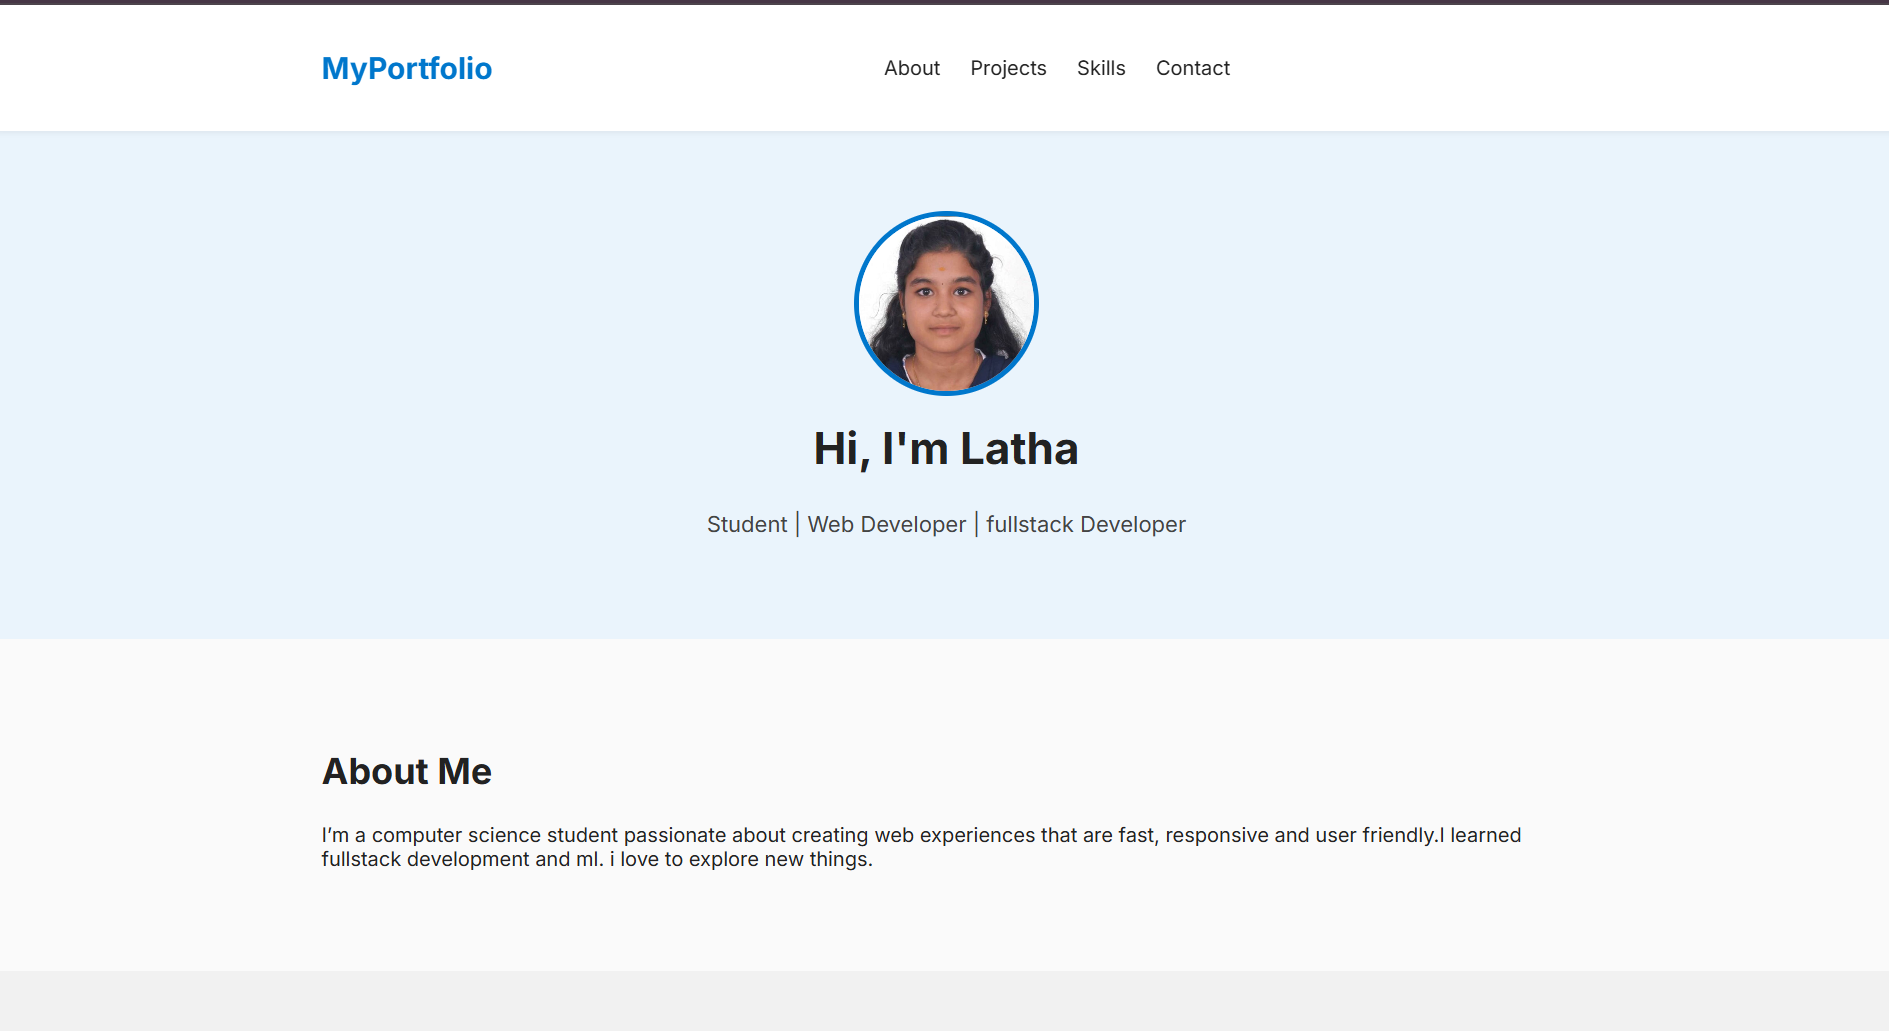 MyPortfolio
About Projects Skills Contact
Hi, I'm Latha
Student | Web Developer | fullstack Developer
About Me
I’m a computer science student passionate about creating web experiences that are fast, responsive and user friendly.I learned
fullstack development and ml. i love to explore new things.